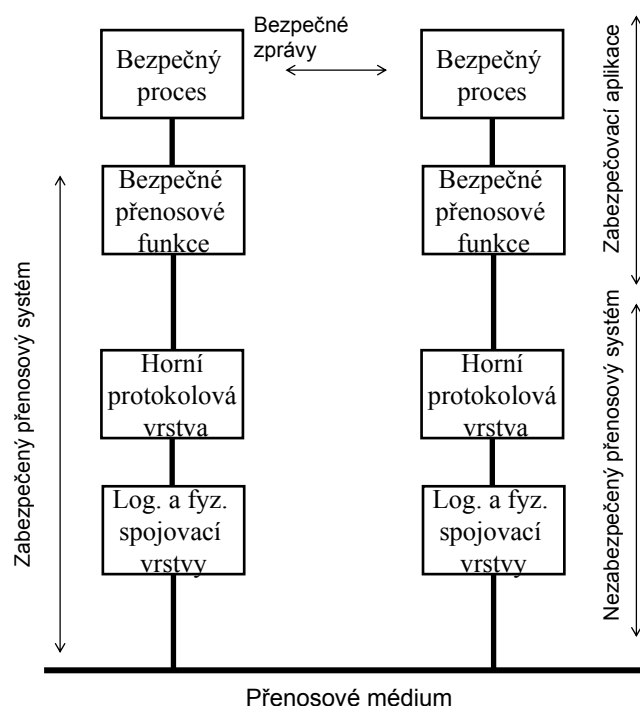 Bezpečné
zprávy
Bezpečný
proces
Bezpečný
proces
Bezpečné
přenosové
funkce
Bezpečné
přenosové
funkce
Horní
protokolová
vrstva
Horní
protokolová
vrstva
Log. a fyz.
spojovací
vrstvy
Log. a fyz.
spojovací
vrstvy
Zabezpečený přenosový systém
Zabezpečovací aplikace
Nezabezpečený přenosový systém
Přenosové médium